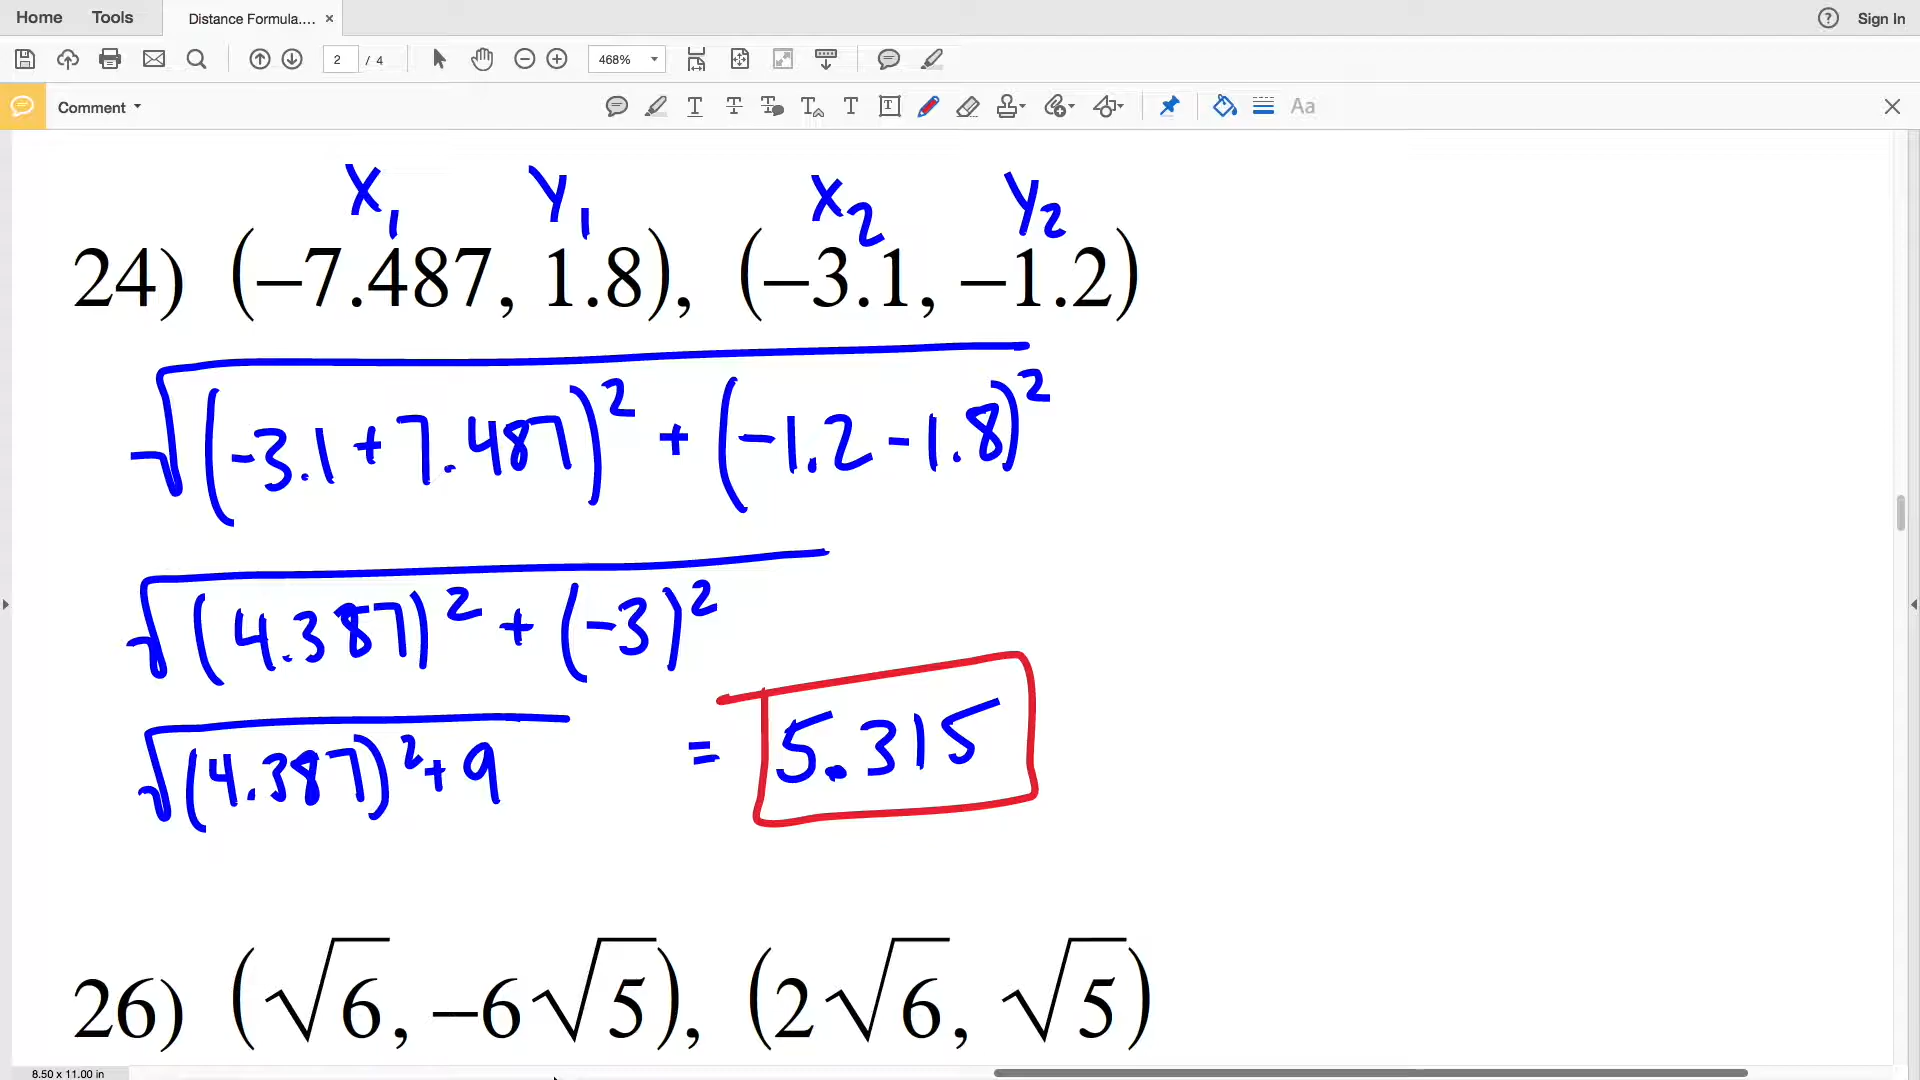 Home Tools Distance Formula.... × ? Sign In
2 / 4 468%
Comment T T T T T T Aa
x₁ y₁ x₂ y₂
24) (−7.487, 1.8), (−3.1, −1.2)
√((-3.1+7.487)² + (-1.2-1.8)²)
√((4.387)² + (-3)²)
√((4.387)²+9) = 5.315
26) (√6, −6√5), (2√6, √5)
8.50 x 11.00 in